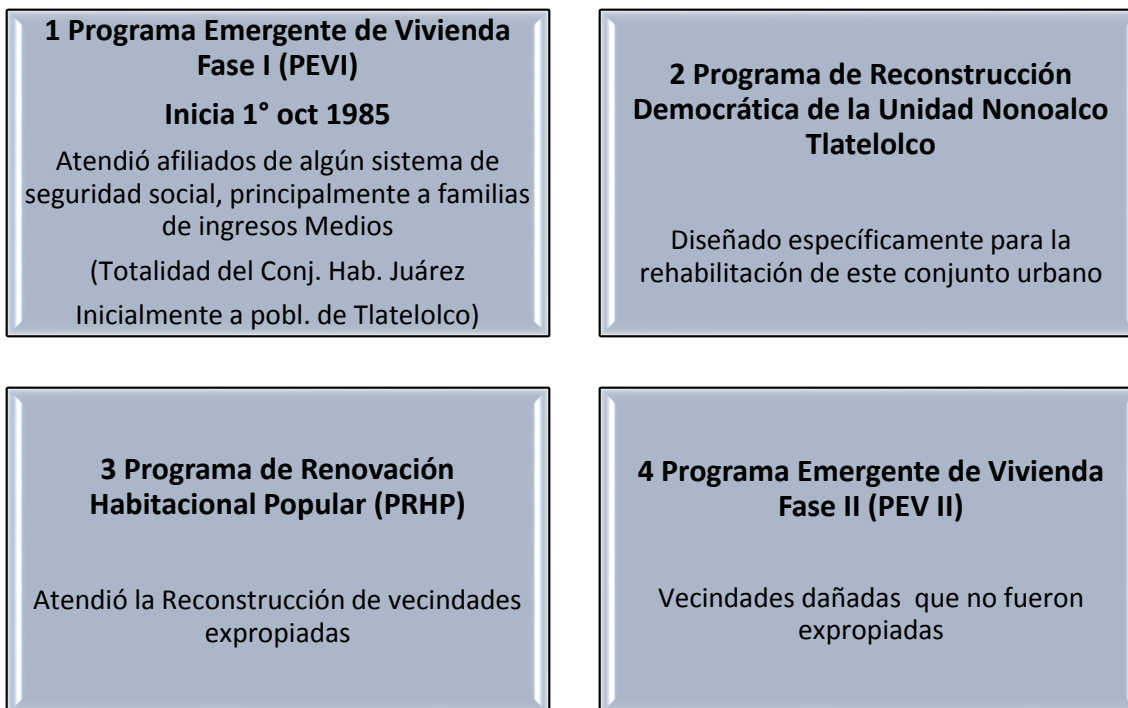 1 Programa Emergente de Vivienda
Fase I (PEVI)
Inicia 1° oct 1985
Atendió afiliados de algún sistema de
seguridad social, principalmente a familias
de ingresos Medios
(Totalidad del Conj. Hab. Juárez
Inicialmente a pobl. de Tlatelolco)
2 Programa de Reconstrucción
Democrática de la Unidad Nonoalco
Tlatelolco
Diseñado específicamente para la
rehabilitación de este conjunto urbano
3 Programa de Renovación
Habitacional Popular (PRHP)
Atendió la Reconstrucción de vecindades
expropiadas
4 Programa Emergente de Vivienda
Fase II (PEV II)
Vecindades dañadas que no fueron
expropiadas